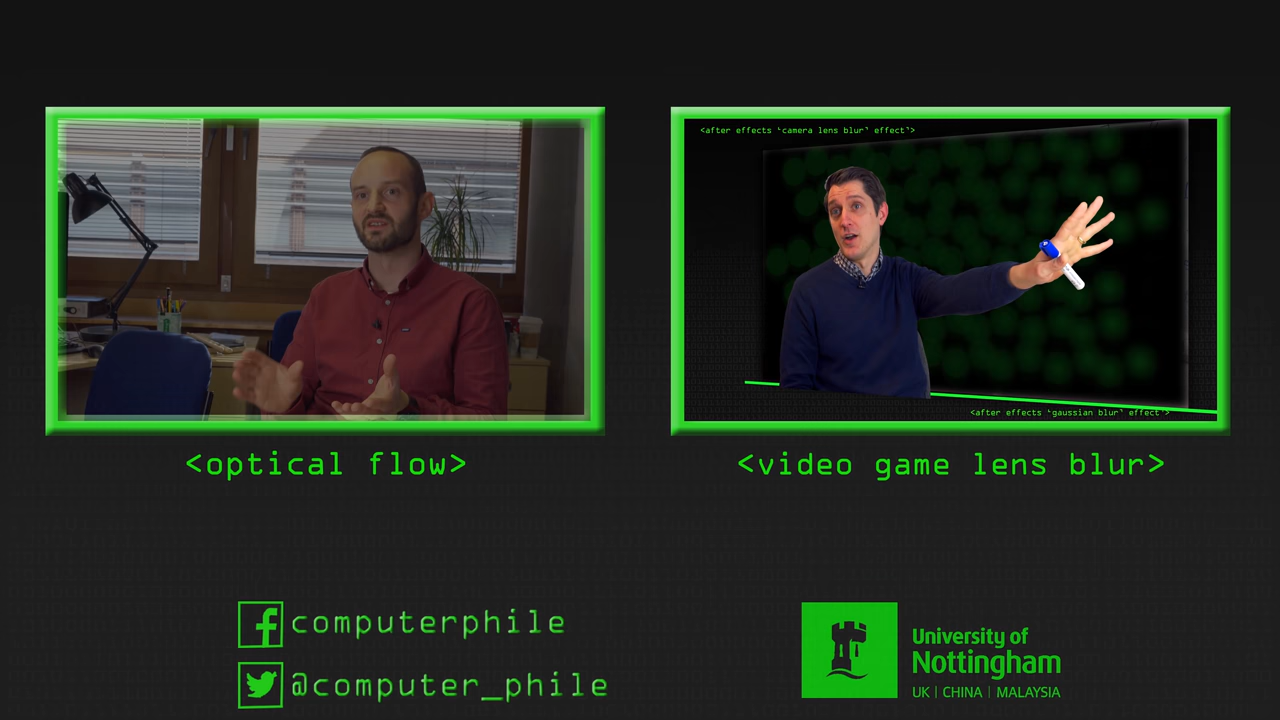 <after effects 'camera lens blur' effect'>
<after effects 'gaussian blur' effect'>
<optical flow>
<video game lens blur>
computerphile
@computer_phile
University of
Nottingham
UK | CHINA | MALAYSIA